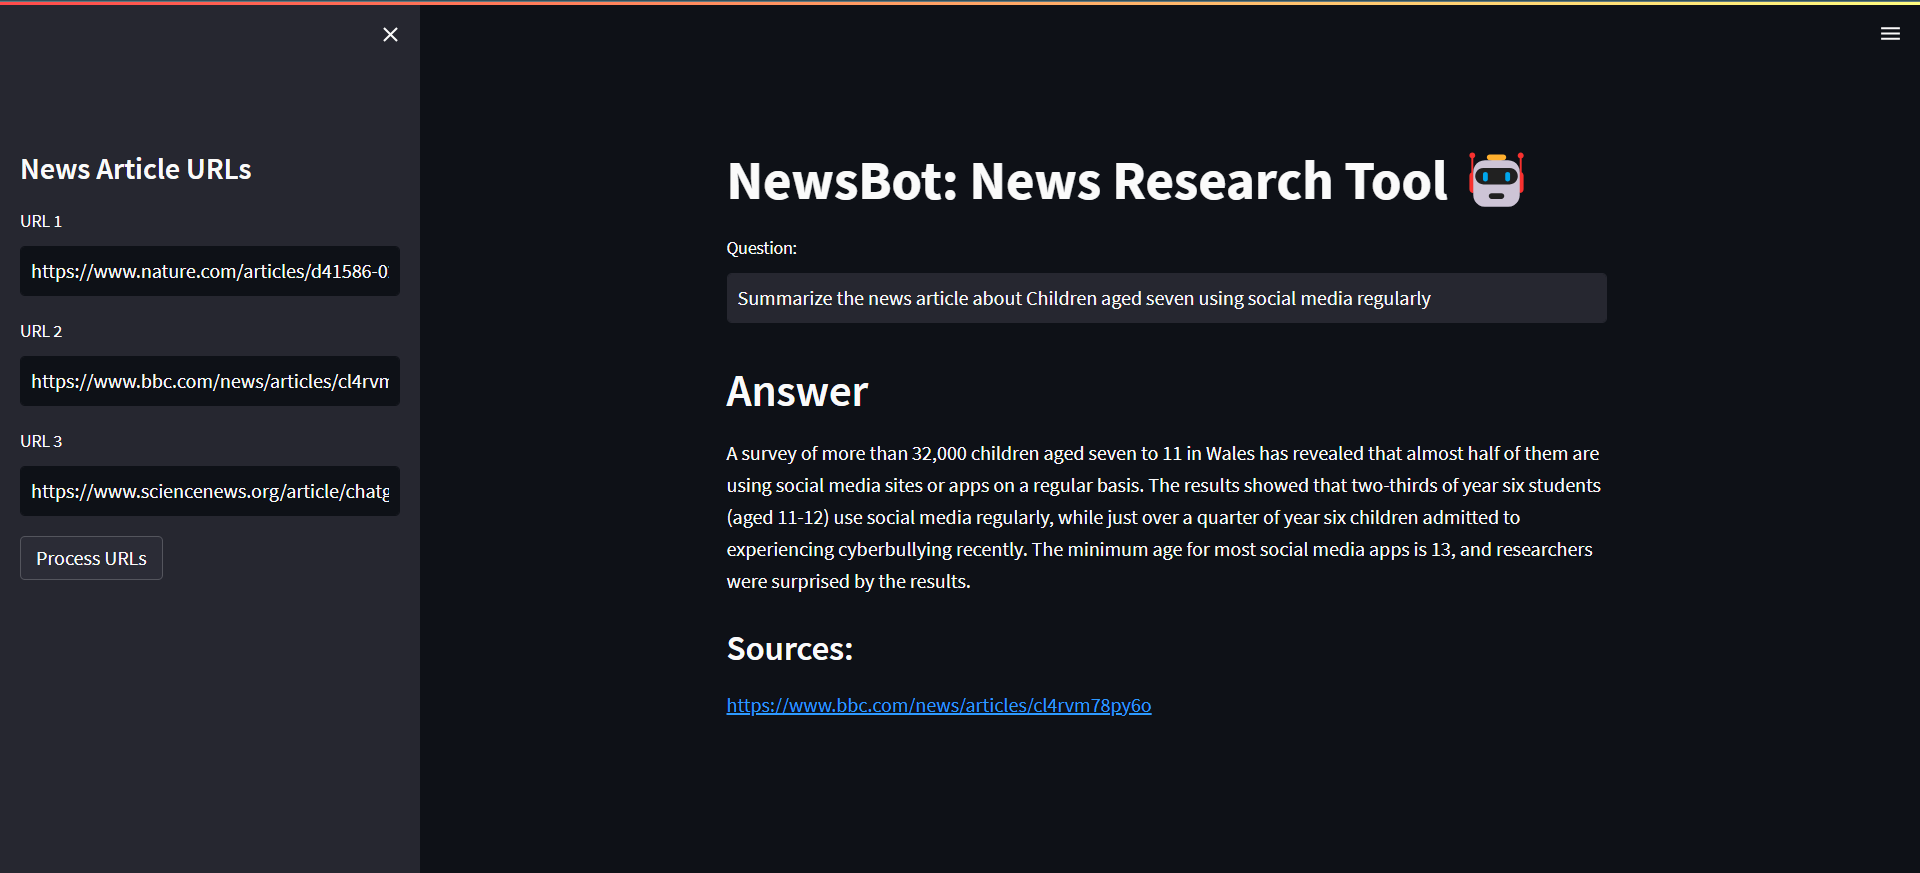 News Article URLs
URL 1
https://www.nature.com/articles/d41586-0
URL 2
https://www.bbc.com/news/articles/cl4rvm
URL 3
https://www.sciencenews.org/article/chatg
Process URLs
NewsBot: News Research Tool
Question:
Summarize the news article about Children aged seven using social media regularly
Answer
A survey of more than 32,000 children aged seven to 11 in Wales has revealed that almost half of them are
using social media sites or apps on a regular basis. The results showed that two-thirds of year six students
(aged 11-12) use social media regularly, while just over a quarter of year six children admitted to
experiencing cyberbullying recently. The minimum age for most social media apps is 13, and researchers
were surprised by the results.
Sources:
https://www.bbc.com/news/articles/cl4rvm78py6o